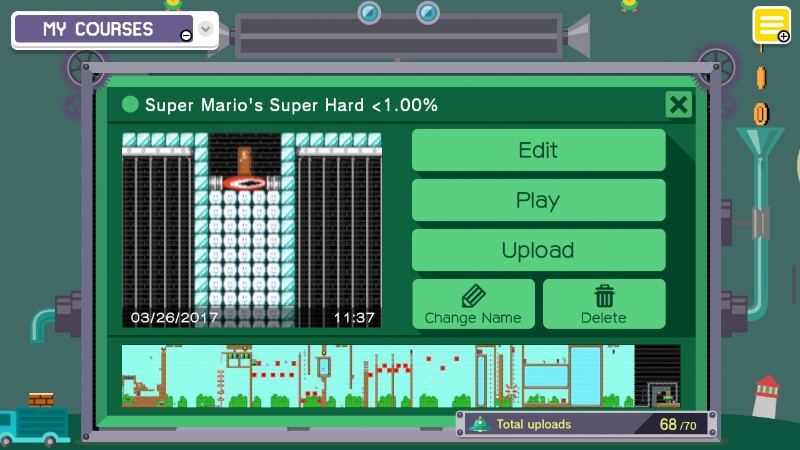 MY COURSES
Super Mario's Super Hard <1.00%
Edit
Play
Upload
Change Name
Delete
03/26/2017 11:37
Total uploads 68/70